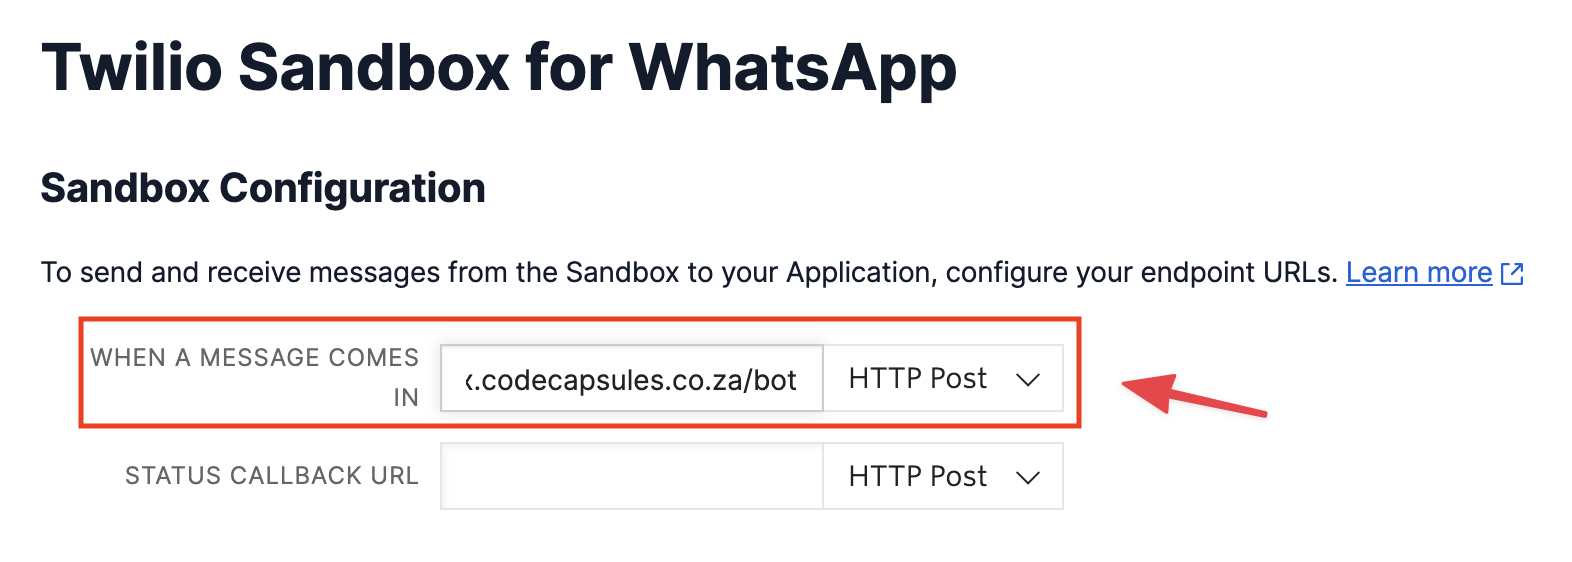 Twilio Sandbox for WhatsApp
Sandbox Configuration
To send and receive messages from the Sandbox to your Application, configure your endpoint URLs. Learn more
WHEN A MESSAGE COMES
IN
.codecapsules.co.za/bot
HTTP Post
STATUS CALLBACK URL
HTTP Post